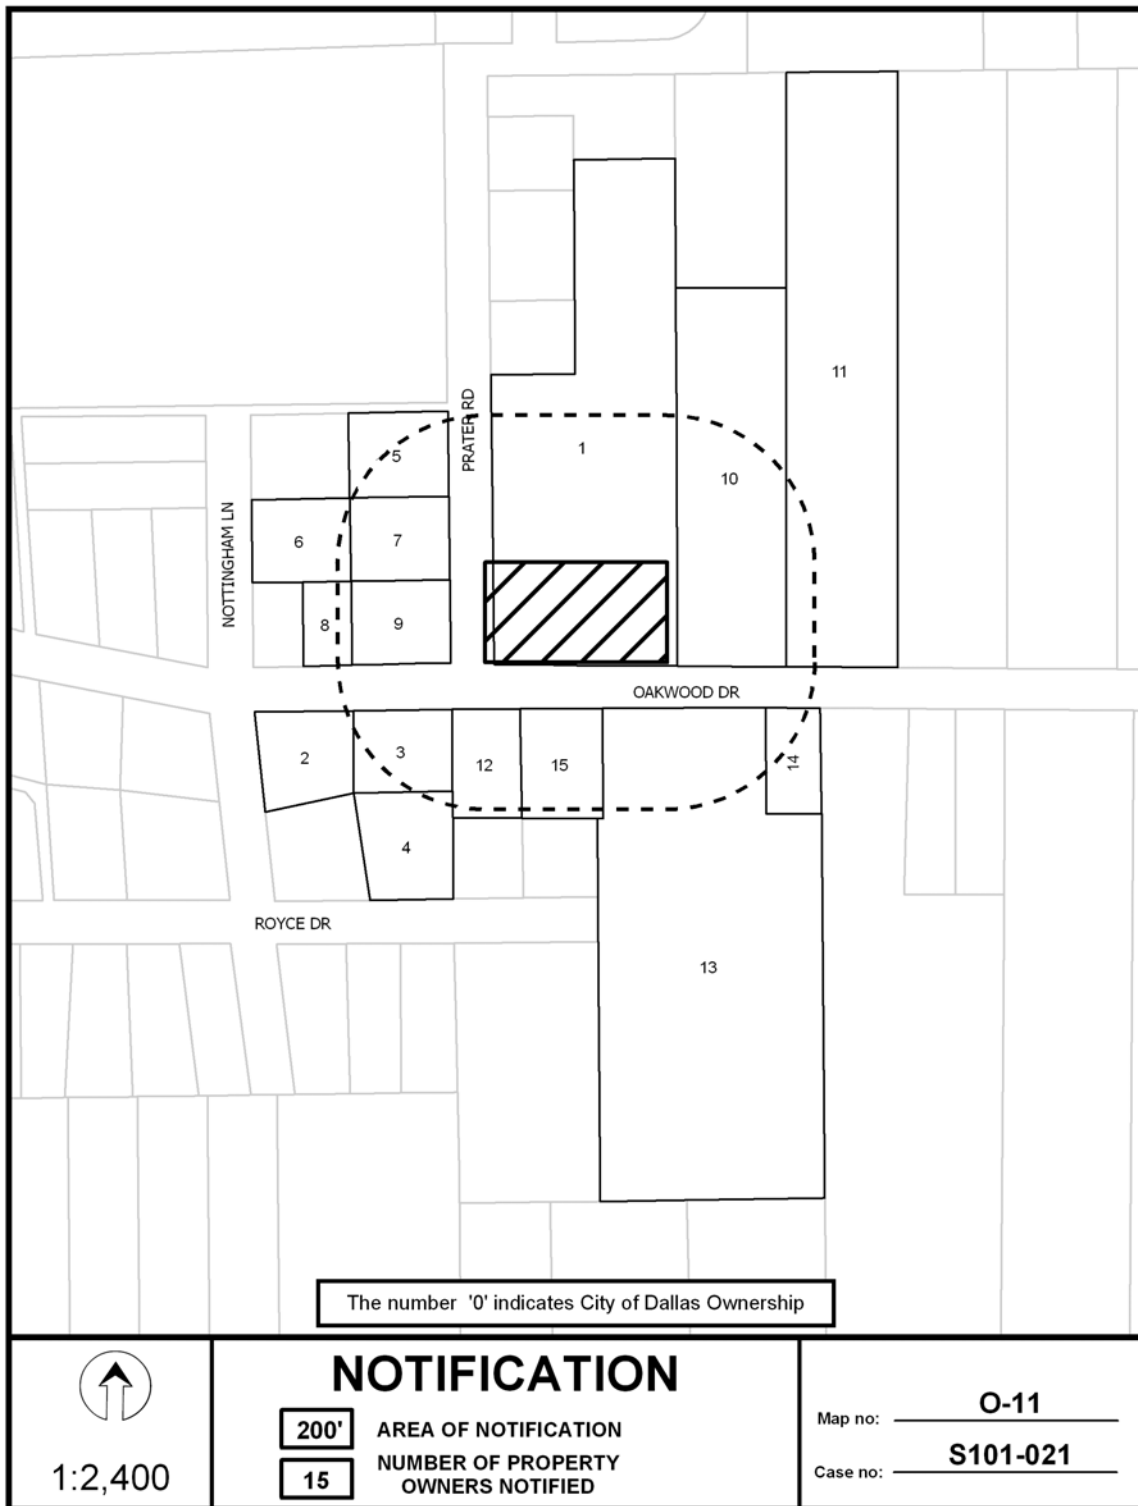 11
PRATER RD
1
5
10
NOTTINGHAM LN
6
7
8
9
OAKWOOD DR
2
3
12
15
14
4
ROYCE DR
13
The number '0' indicates City of Dallas Ownership
1:2,400
NOTIFICATION
200' AREA OF NOTIFICATION
15 NUMBER OF PROPERTY
OWNERS NOTIFIED
Map no: O-11
Case no: S101-021